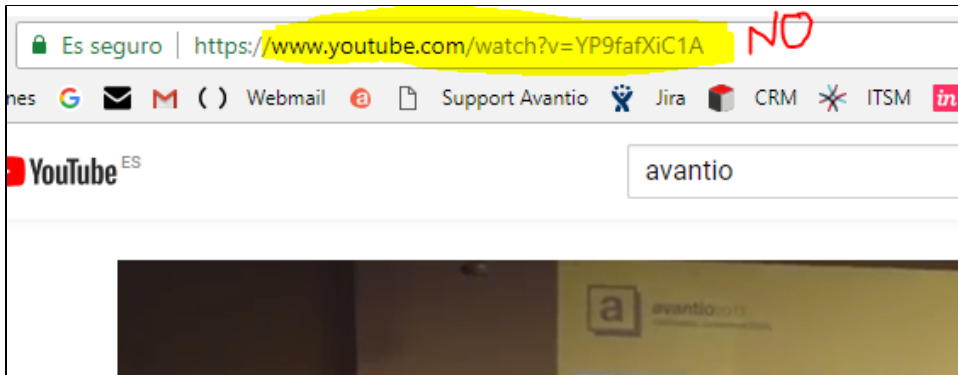 Es seguro | https://www.youtube.com/watch?v=YP9fafXiC1A NO
nes Webmail a Support Avantio Jira CRM ITSM in
YouTube ES avantio
a avantio